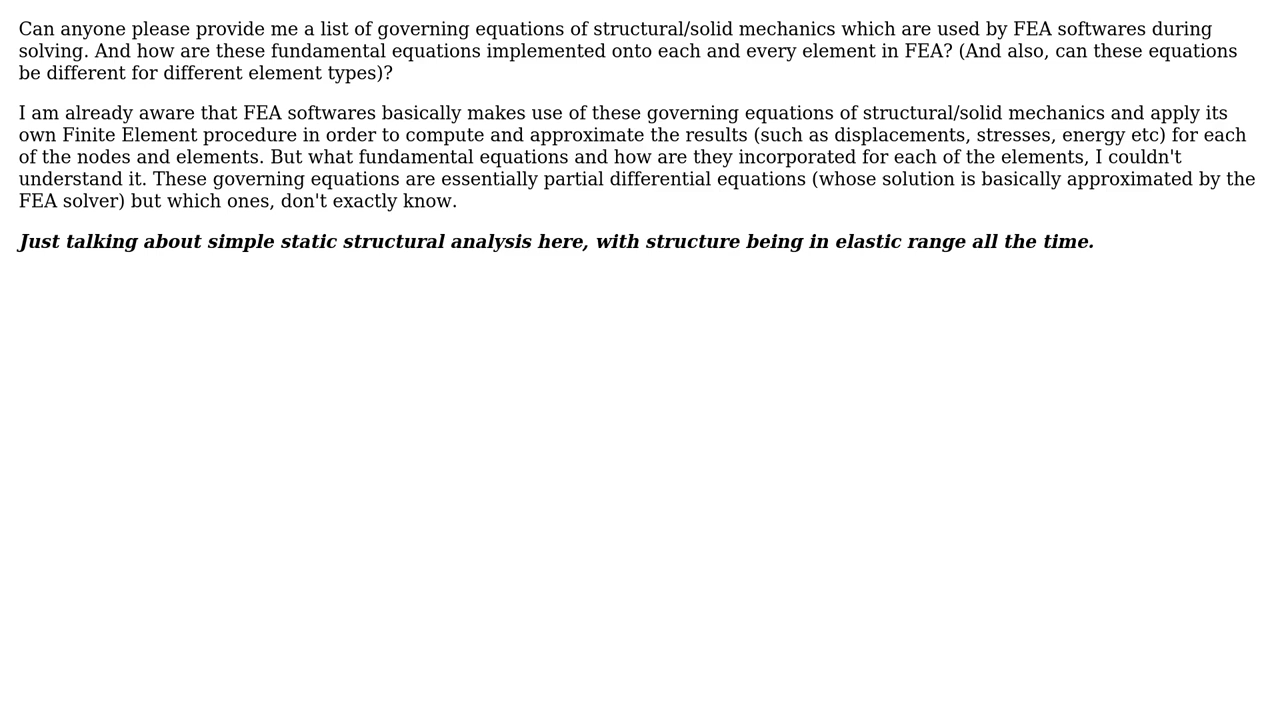 Can anyone please provide me a list of governing equations of structural/solid mechanics which are used by FEA softwares during
solving. And how are these fundamental equations implemented onto each and every element in FEA? (And also, can these equations
be different for different element types)?
I am already aware that FEA softwares basically makes use of these governing equations of structural/solid mechanics and apply its
own Finite Element procedure in order to compute and approximate the results (such as displacements, stresses, energy etc) for each
of the nodes and elements. But what fundamental equations and how are they incorporated for each of the elements, I couldn't
understand it. These governing equations are essentially partial differential equations (whose solution is basically approximated by the
FEA solver) but which ones, don't exactly know.
Just talking about simple static structural analysis here, with structure being in elastic range all the time.